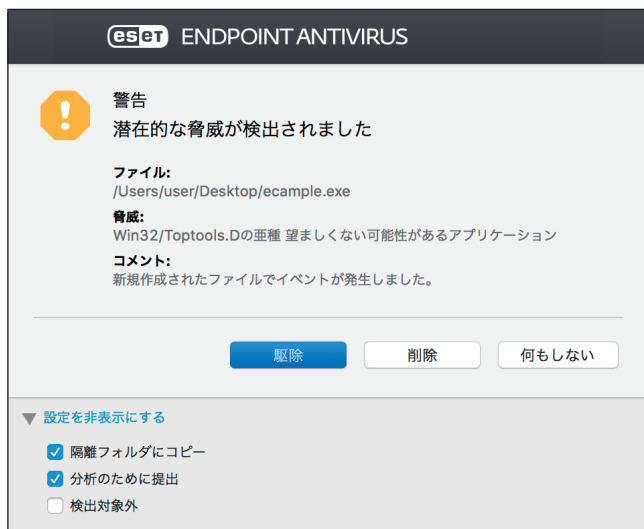 eset ENDPOINT ANTIVIRUS
警告
潜在的な脅威が検出されました
ファイル:
/Users/user/Desktop/ecample.exe
脅威:
Win32/Toptools.Dの亜種 望ましくない可能性があるアプリケーション
コメント:
新規作成されたファイルでイベントが発生しました。
駆除 削除 何もしない
設定を非表示にする
隔離フォルダにコピー
分析のために提出
検出対象外